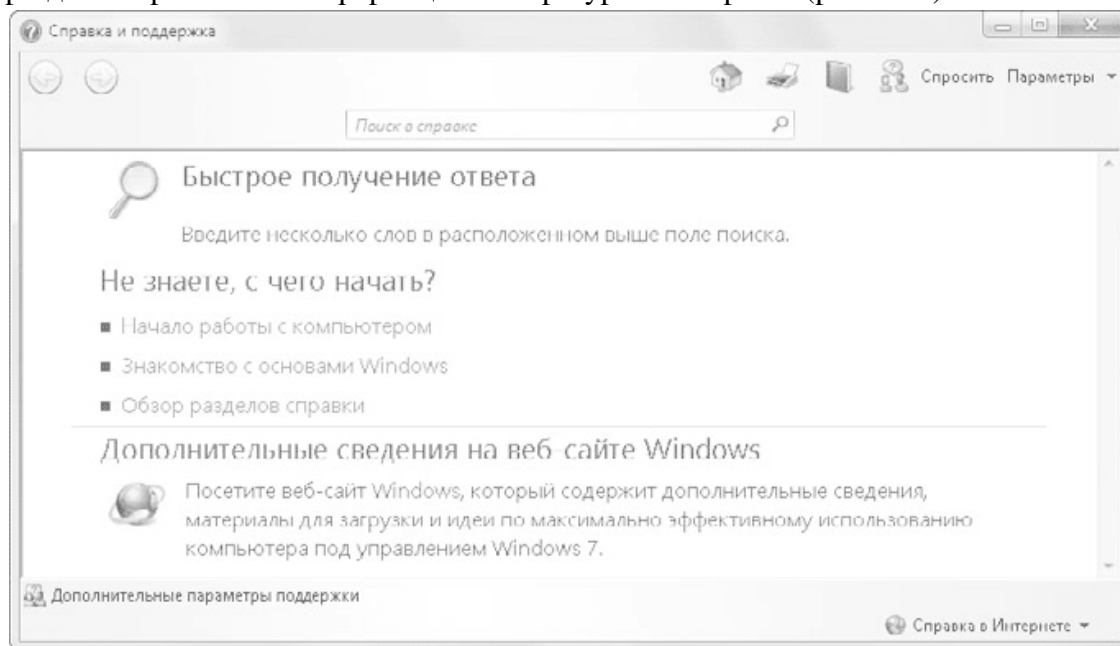 Справка и поддержка
Спросить Параметры
Поиск в справке
Быстрое получение ответа
Введите несколько слов в расположенном выше поле поиска.
Не знаете, с чего начать?
Начало работы с компьютером
Знакомство с основами Windows
Обзор разделов справки
Дополнительные сведения на веб-сайте Windows
Посетите веб-сайт Windows, который содержит дополнительные сведения,
материалы для загрузки и идеи по максимально эффективному использованию
компьютера под управлением Windows 7.
Дополнительные параметры поддержки
Справка в Интернете